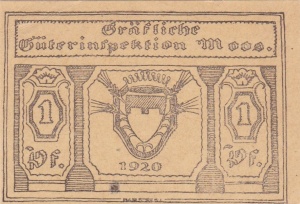 Gräfliche
Güterinspektion Moos.
1 1
Pf. Pf.
1920